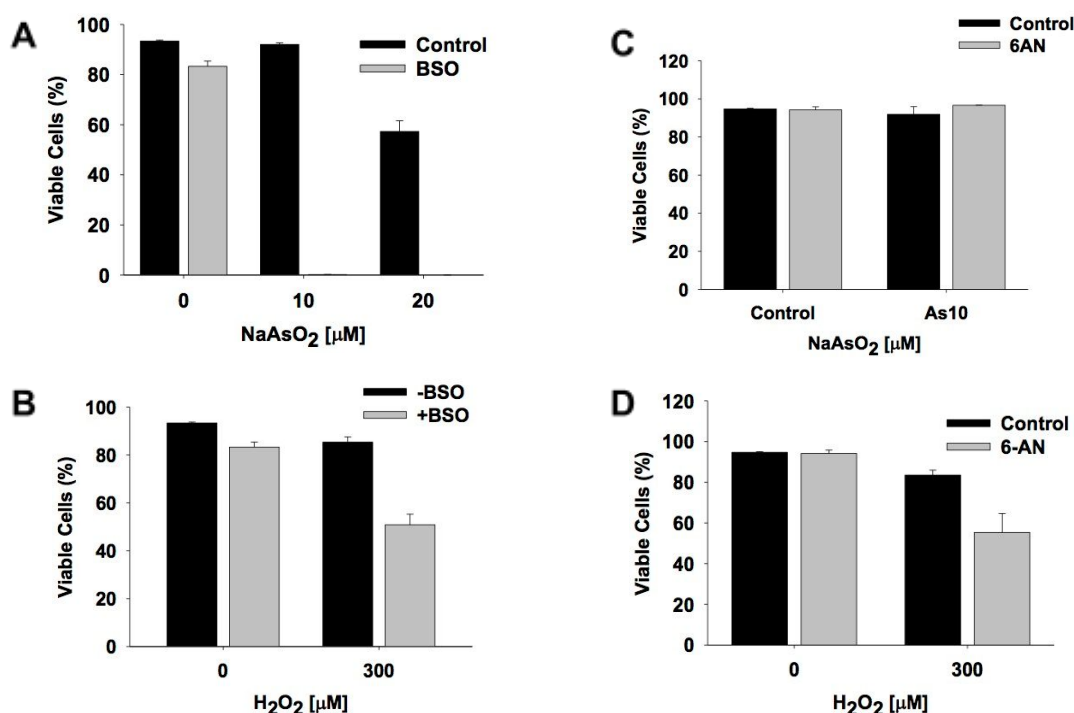 A
Viable Cells (%)
100
80
60
40
20
0
Control
BSO
0 10 20
NaAsO₂ [μM]
B
Viable Cells (%)
100
80
60
40
20
0
-BSO
+BSO
0 300
H₂O₂ [μM]
C
Viable Cells (%)
120
100
80
60
40
20
0
Control
6AN
Control As10
NaAsO₂ [μM]
D
Viable Cells (%)
120
100
80
60
40
20
0
Control
6-AN
0 300
H₂O₂ [μM]